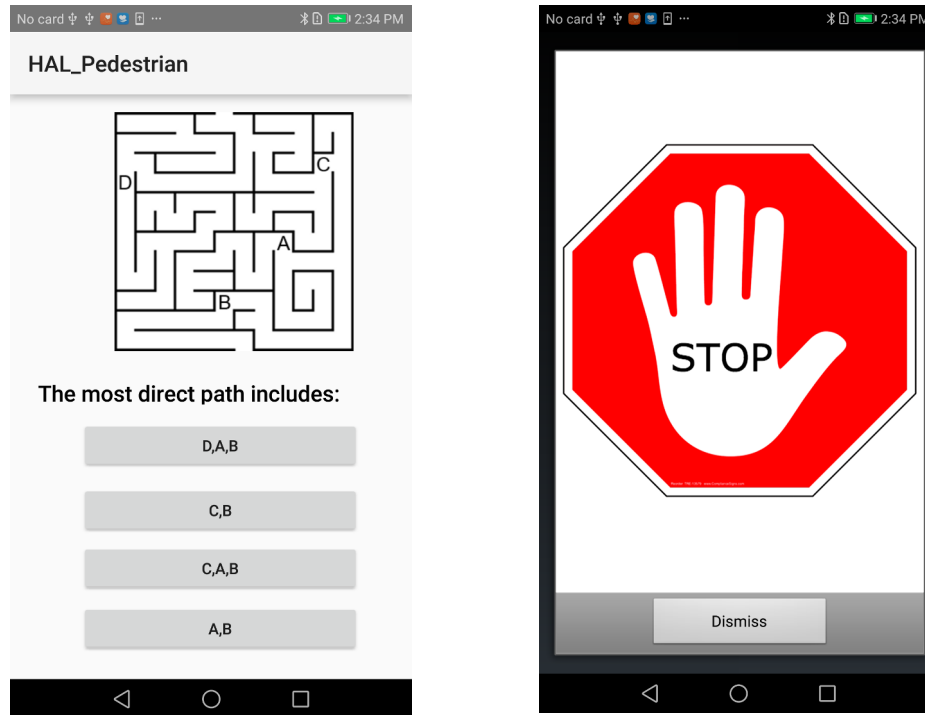 No card ... 2:34 PM
HAL_Pedestrian
C
D
A
B
The most direct path includes:
D,A,B
C,B
C,A,B
A,B
No card ... 2:34 PM
STOP
Dismiss